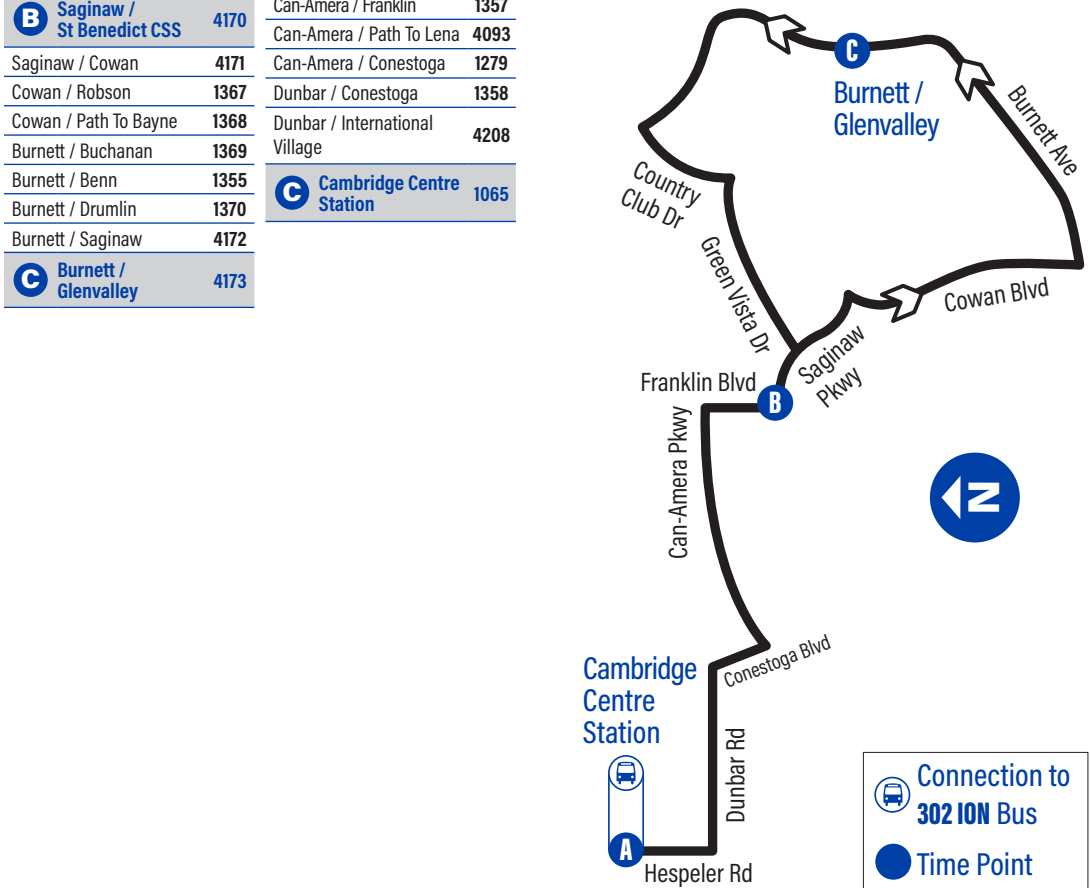 B Saginaw / 4170
St Benedict CSS
Saginaw / Cowan 4171
Cowan / Robson 1367
Cowan / Path To Bayne 1368
Burnett / Buchanan 1369
Burnett / Benn 1355
Burnett / Drumlin 1370
Burnett / Saginaw 4172
C Burnett / 4173
Glenvalley
Can-Amera / Franklin 1357
Can-Amera / Path To Lena 4093
Can-Amera / Conestoga 1279
Dunbar / Conestoga 1358
Dunbar / International 4208
Village
C Cambridge Centre 1065
Station
C
Burnett /
Glenvalley
Burnett Ave
Country
Club Dr
Green Vista Dr
Cowan Blvd
Saginaw
Pkwy
Franklin Blvd
B
Can-Amera Pkwy
N
Conestoga Blvd
Cambridge
Centre
Station
Dunbar Rd
A
Hespeler Rd
Connection to
302 ION Bus
Time Point